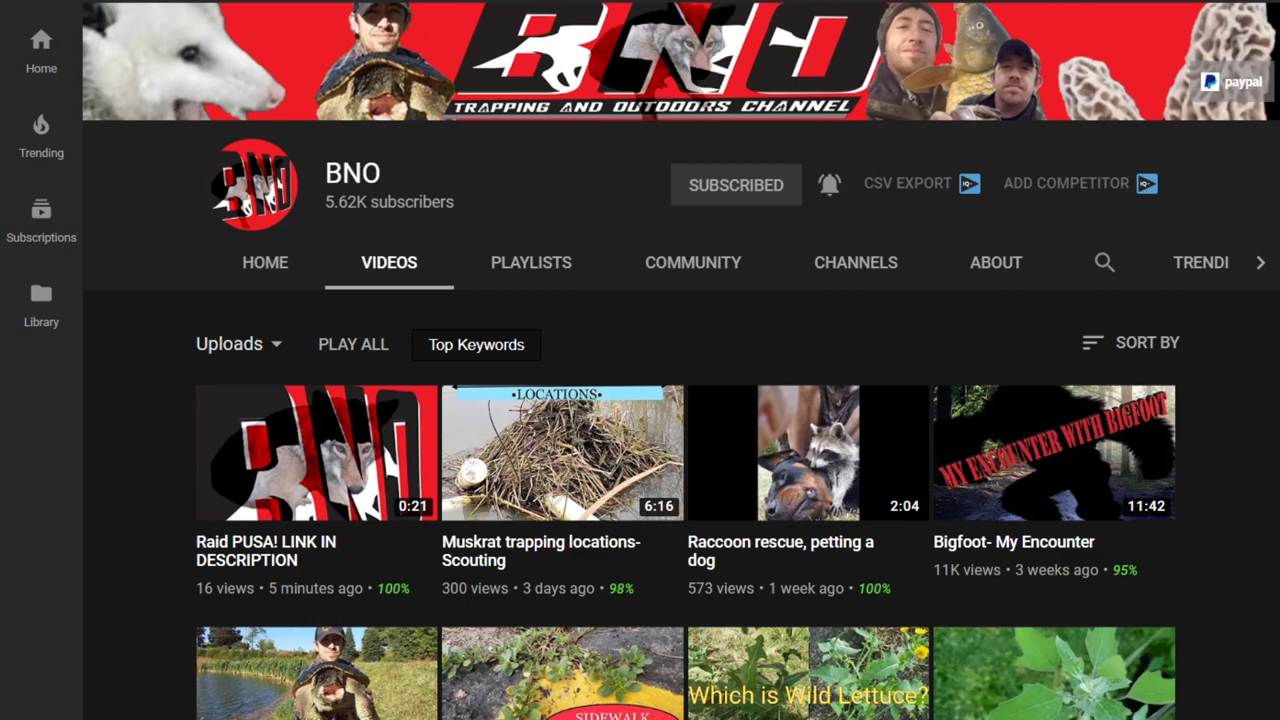 BNO
TRAPPING AND OUTDOORS CHANNEL
paypal
Home
Trending
Subscriptions
Library
BNO
BNO
5.62K subscribers
SUBSCRIBED
CSV EXPORT
ADD COMPETITOR
HOME
VIDEOS
PLAYLISTS
COMMUNITY
CHANNELS
ABOUT
TRENDI
Uploads
PLAY ALL
Top Keywords
SORT BY
BNO
0:21
•LOCATIONS•
6:16
2:04
MY ENCOUNTER WITH BIGFOOT
11:42
Raid PUSA! LINK IN
DESCRIPTION
16 views • 5 minutes ago • 100%
Muskrat trapping locations-
Scouting
300 views • 3 days ago • 98%
Raccoon rescue, petting a
dog
573 views • 1 week ago • 100%
Bigfoot- My Encounter
11K views • 3 weeks ago • 95%
SIDEWALK
Which is Wild Lettuce?